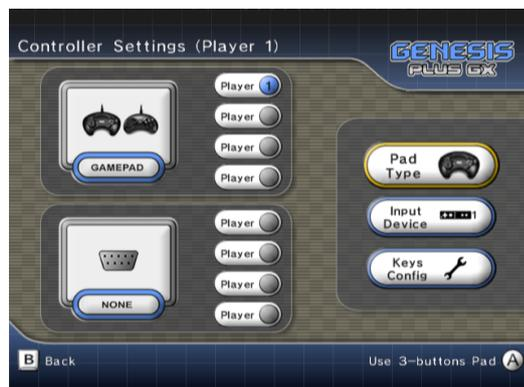 Controller Settings (Player 1)
GENESIS
PLUS GX
Player 1
Player
Player
Player
GAMEPAD
Player
Player
Player
Player
NONE
Pad
Type
Input
Device
1
Keys
Config
B Back
Use 3-buttons Pad A